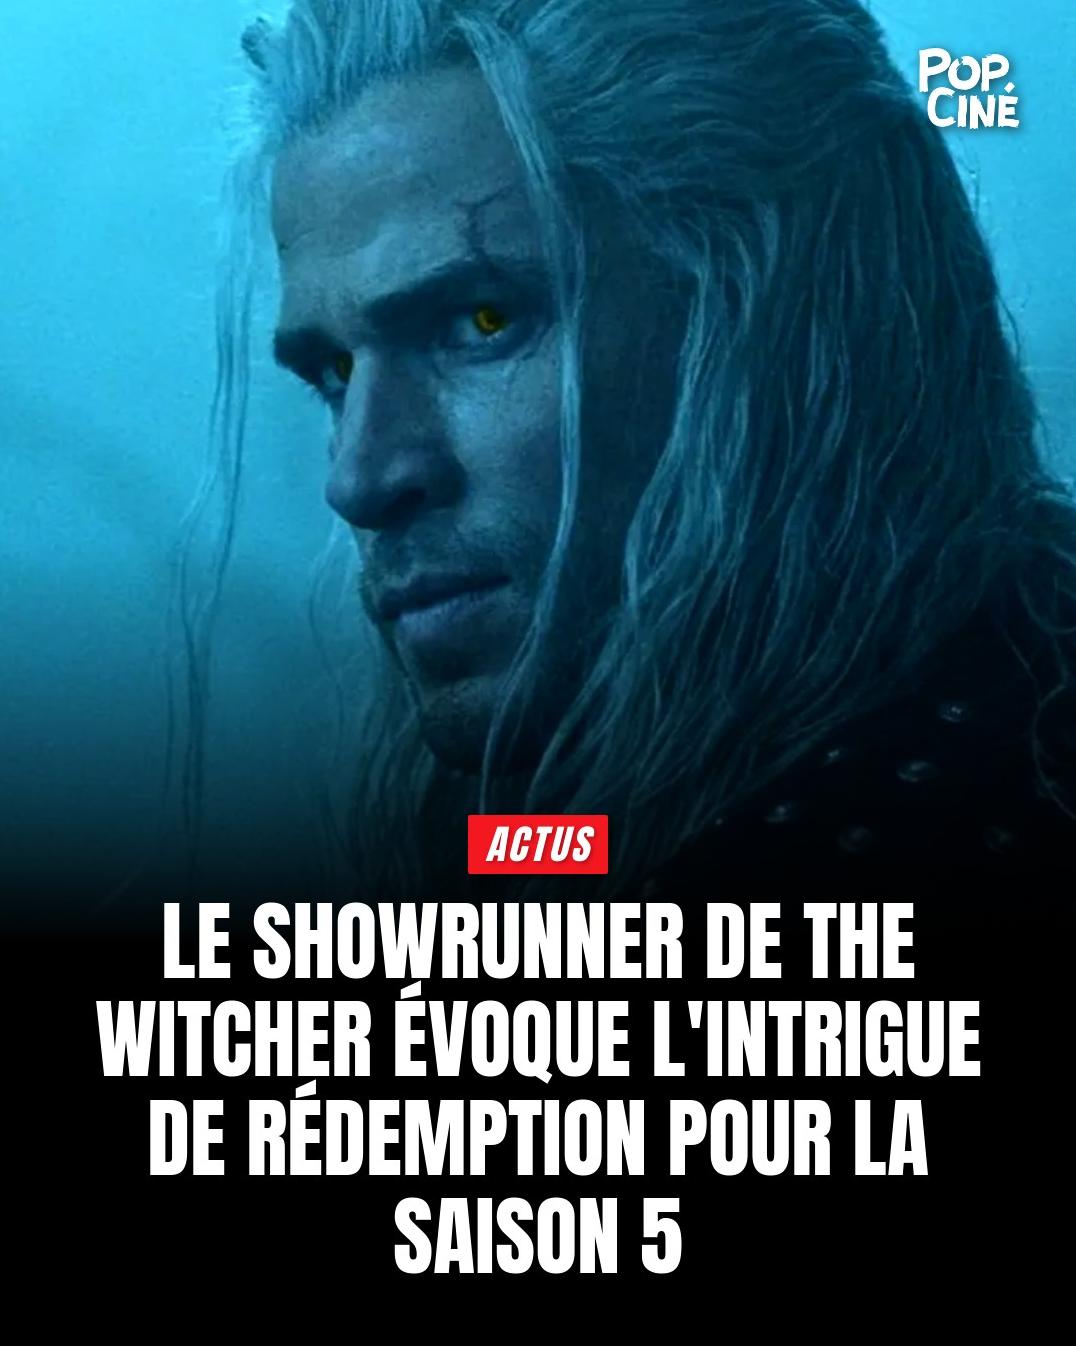 POP.
CINÉ
ACTUS
LE SHOWRUNNER DE THE
WITCHER ÉVOQUE L'INTRIGUE
DE RÉDEMPTION POUR LA
SAISON 5